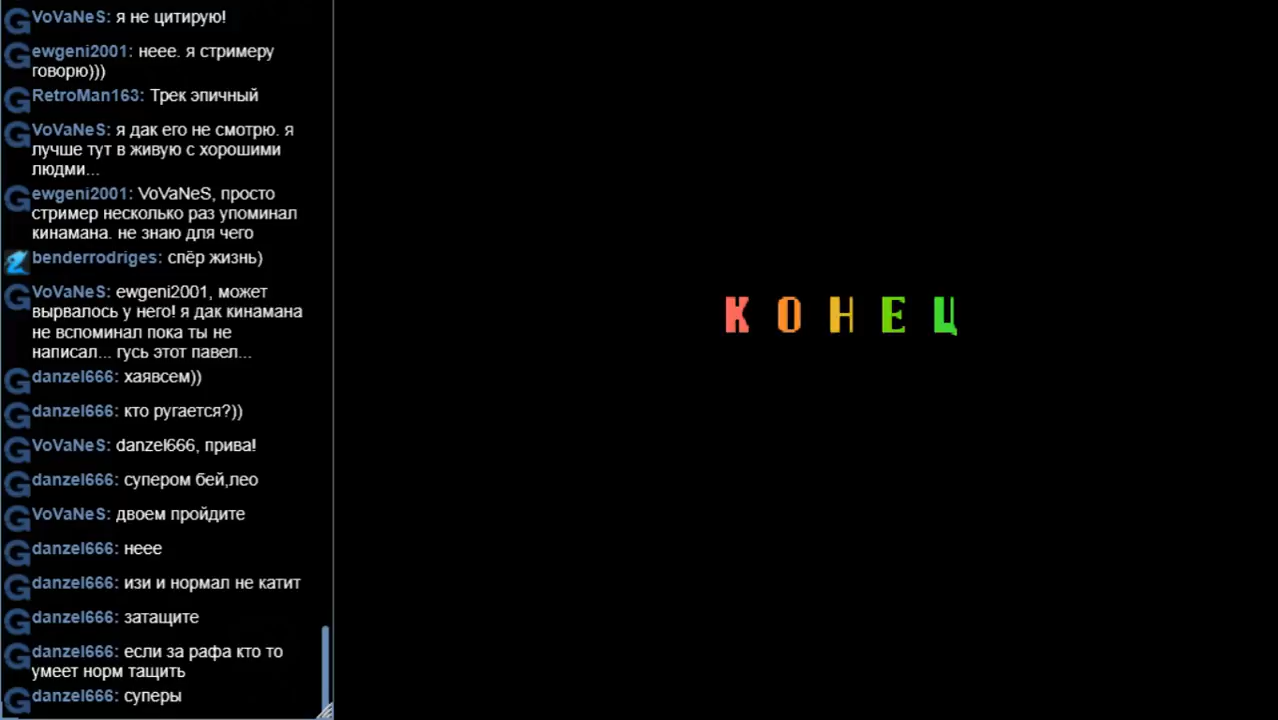 VoVaNeS: я не цитирую!
ewgeni2001: неее. я стримеру
говорю)))
RetroMan163: Трек эпичный
VoVaNeS: я дак его не смотрю. я
лучше тут в живую с хорошими
людми...
ewgeni2001: VoVaNeS, просто
стример несколько раз упоминал
кинамана. не знаю для чего
benderrodriges: спёр жизнь)
VoVaNeS: ewgeni2001, может
вырвалось у него! я дак кинамана
не вспоминал пока ты не
написал... гусь этот павел...
danzel666: хаявсем))
danzel666: кто ругается?))
VoVaNeS: danzel666, прива!
danzel666: супером бей,лео
VoVaNeS: двоем пройдите
danzel666: неее
danzel666: изи и нормал не катит
danzel666: затащите
danzel666: если за рафа кто то
умеет норм тащить
danzel666: суперы
КОНЕЦ